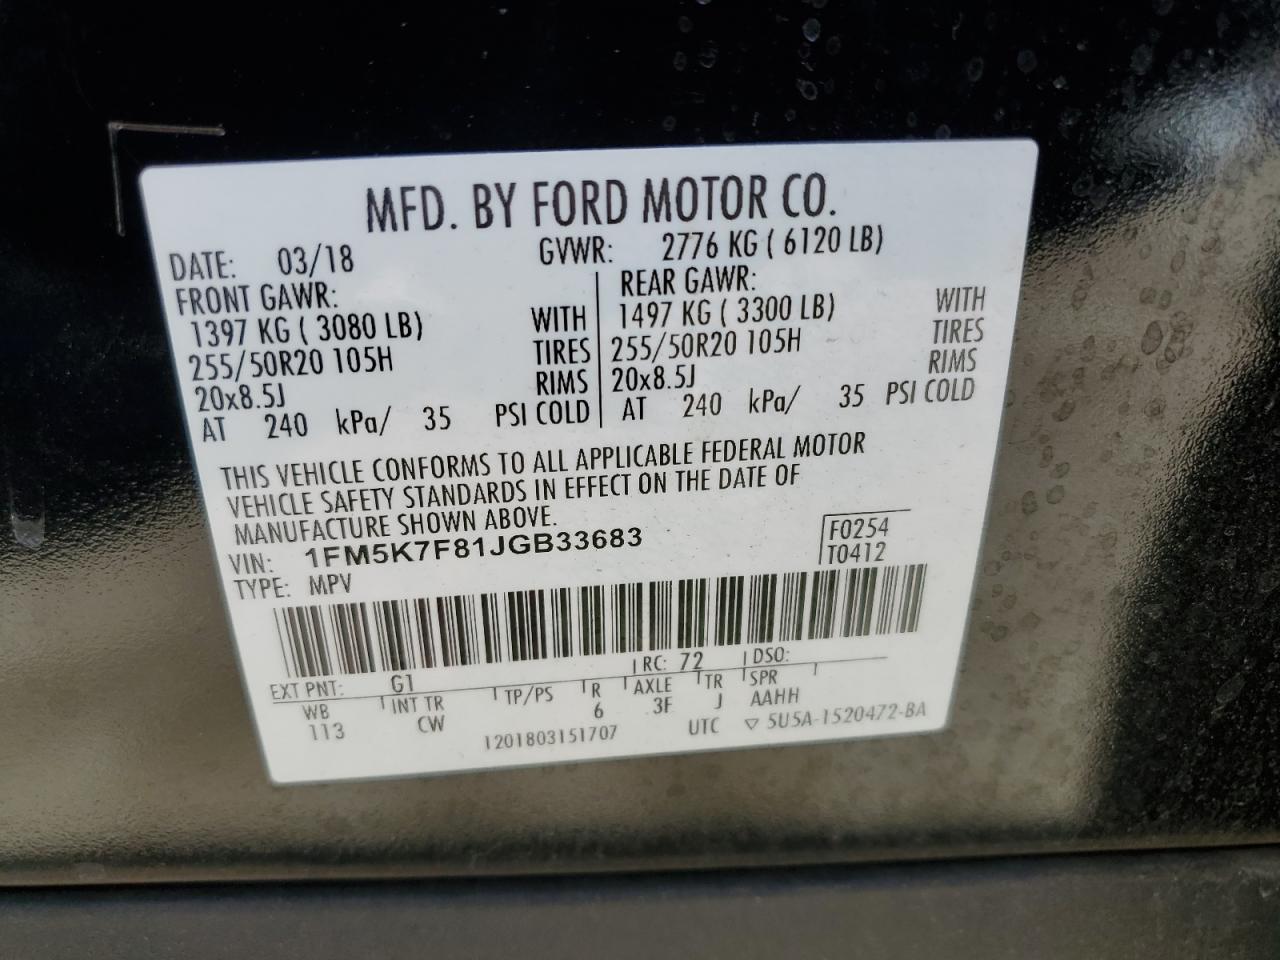 MFD. BY FORD MOTOR CO.
DATE: 03/18 GVWR: 2776 KG ( 6120 LB)
FRONT GAWR: REAR GAWR:
1397 KG ( 3080 LB) WITH 1497 KG ( 3300 LB) WITH
255/50R20 105H TIRES 255/50R20 105H TIRES
20x8.5J RIMS 20x8.5J RIMS
AT 240 kPa/ 35 PSI COLD AT 240 kPa/ 35 PSI COLD
THIS VEHICLE CONFORMS TO ALL APPLICABLE FEDERAL MOTOR
VEHICLE SAFETY STANDARDS IN EFFECT ON THE DATE OF
MANUFACTURE SHOWN ABOVE.
VIN: 1FM5K7F81JGB33683 F0254
TYPE: MPV T0412
EXT PNT: G1 RC: 72 DSO:
WB INT TR TP/PS R AXLE TR SPR
113 CW 6 3F J AAHH
1201803151707 UTC ▽ 5U5A-1520472-BA